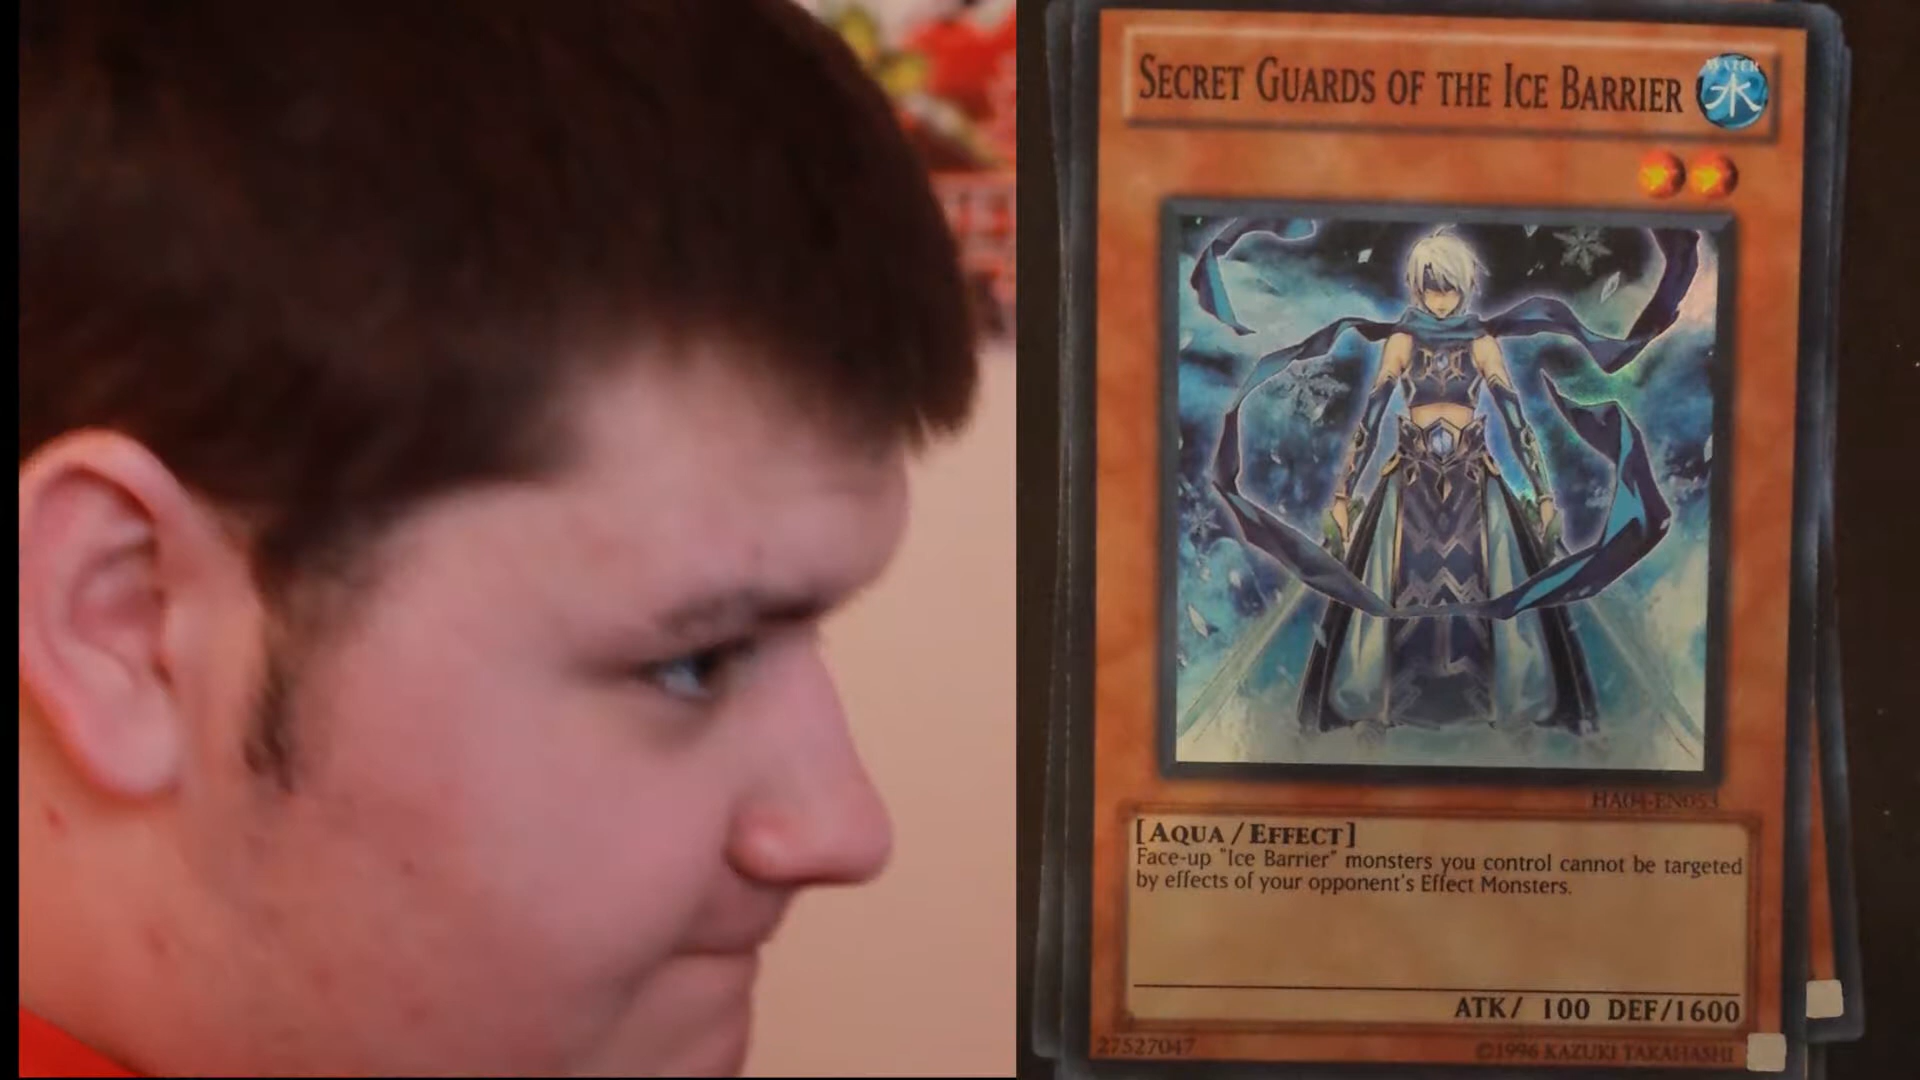 SECRET GUARDS OF THE ICE BARRIER
WATER
水
HA04-EN053
[AQUA/EFFECT]
Face-up "Ice Barrier" monsters you control cannot be targeted
by effects of your opponent's Effect Monsters.
ATK/ 100 DEF/1600
27527047
©1996 KAZUKI TAKAHASHI